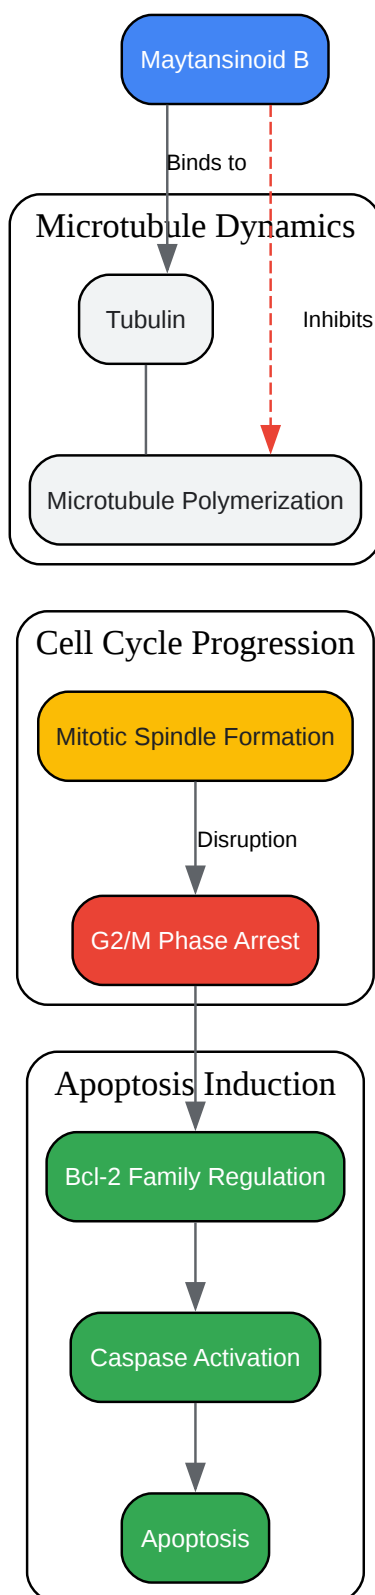 Maytansinoid B
Binds to
Microtubule Dynamics
Tubulin
Inhibits
Microtubule Polymerization
Cell Cycle Progression
Mitotic Spindle Formation
Disruption
G2/M Phase Arrest
Apoptosis Induction
Bcl-2 Family Regulation
Caspase Activation
Apoptosis